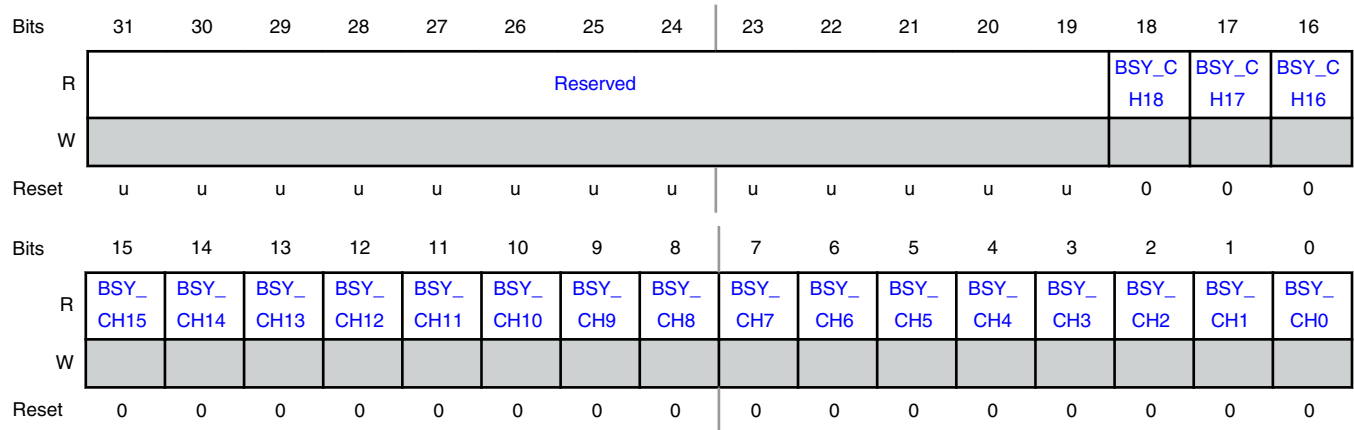 Bits 31 30 29 28 27 26 25 24 23 22 21 20 19 18 17 16
R Reserved BSY_C H18 BSY_C H17 BSY_C H16
W
Reset u u u u u u u u u u u u u 0 0 0
Bits 15 14 13 12 11 10 9 8 7 6 5 4 3 2 1 0
R BSY_ CH15 BSY_ CH14 BSY_ CH13 BSY_ CH12 BSY_ CH11 BSY_ CH10 BSY_ CH9 BSY_ CH8 BSY_ CH7 BSY_ CH6 BSY_ CH5 BSY_ CH4 BSY_ CH3 BSY_ CH2 BSY_ CH1 BSY_ CH0
W
Reset 0 0 0 0 0 0 0 0 0 0 0 0 0 0 0 0